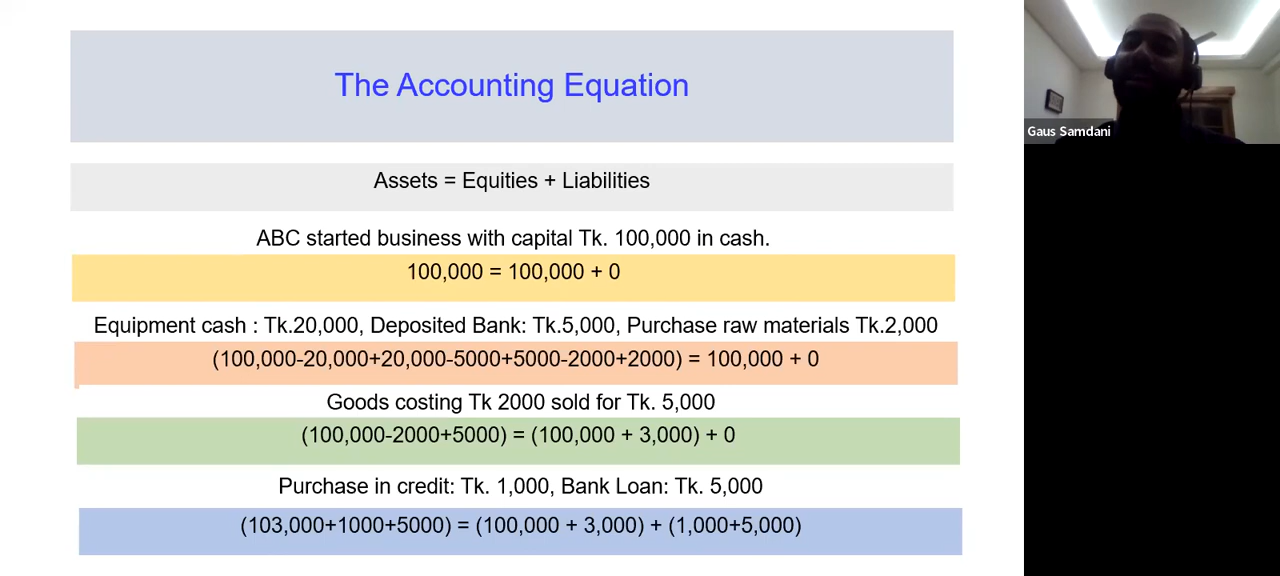 The Accounting Equation
Assets = Equities + Liabilities
ABC started business with capital Tk. 100,000 in cash.
100,000 = 100,000 + 0
Equipment cash : Tk.20,000, Deposited Bank: Tk.5,000, Purchase raw materials Tk.2,000
(100,000-20,000+20,000-5000+5000-2000+2000) = 100,000 + 0
Goods costing Tk 2000 sold for Tk. 5,000
(100,000-2000+5000) = (100,000 + 3,000) + 0
Purchase in credit: Tk. 1,000, Bank Loan: Tk. 5,000
(103,000+1000+5000) = (100,000 + 3,000) + (1,000+5,000)
Gaus Samdani